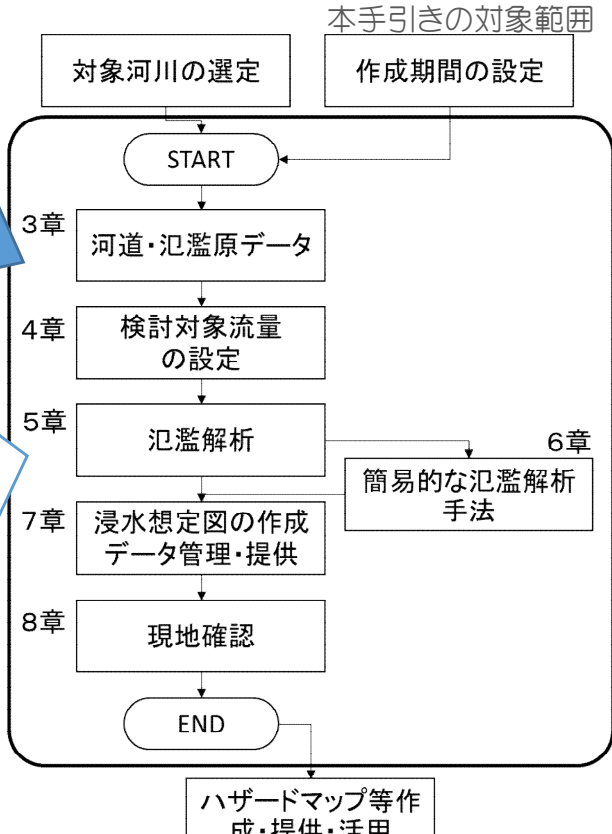 本手引きの対象範囲
対象河川の選定
作成期間の設定
START
3章
河道・氾濫原データ
4章
検討対象流量
の設定
5章
氾濫解析
6章
簡易的な氾濫解析
手法
7章
浸水想定図の作成
データ管理・提供
8章
現地確認
END
ハザードマップ等作
成・提供・活用